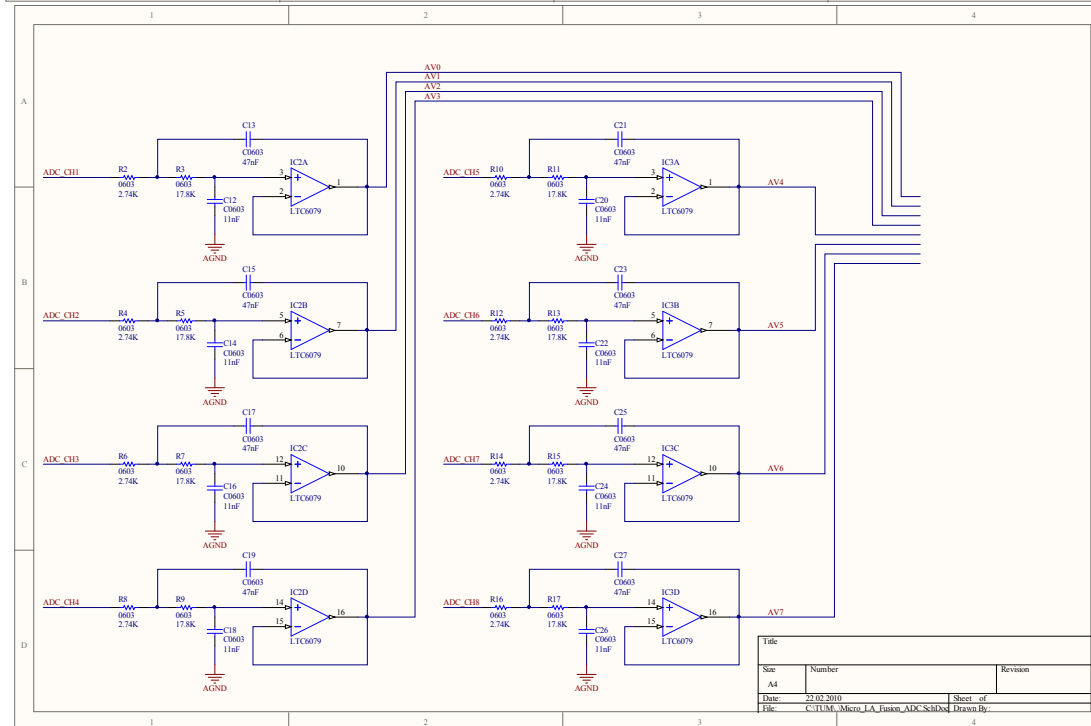 1 2 3 4
A
B
C
D
AV0
AV1
AV2
AV3
C13
C0603
47nF
ADC_CH1
R2
0603
2.74K
R3
0603
17.8K
C12
C0603
11nF
AGND
IC2A
3
2
1
LTC6079
C21
C0603
47nF
ADC_CH5
R10
0603
2.74K
R11
0603
17.8K
C20
C0603
11nF
AGND
IC3A
3
2
1
LTC6079
AV4
C15
C0603
47nF
ADC_CH2
R4
0603
2.74K
R5
0603
17.8K
C14
C0603
11nF
AGND
IC2B
5
6
7
LTC6079
C23
C0603
47nF
ADC_CH6
R12
0603
2.74K
R13
0603
17.8K
C22
C0603
11nF
AGND
IC3B
5
6
7
LTC6079
AV5
C17
C0603
47nF
ADC_CH3
R6
0603
2.74K
R7
0603
17.8K
C16
C0603
11nF
AGND
IC2C
12
11
10
LTC6079
C25
C0603
47nF
ADC_CH7
R14
0603
2.74K
R15
0603
17.8K
C24
C0603
11nF
AGND
IC3C
12
11
10
LTC6079
AV6
C19
C0603
47nF
ADC_CH4
R8
0603
2.74K
R9
0603
17.8K
C18
C0603
11nF
AGND
IC2D
14
15
16
LTC6079
C27
C0603
47nF
ADC_CH8
R16
0603
2.74K
R17
0603
17.8K
C26
C0603
11nF
AGND
IC3D
14
15
16
LTC6079
AV7
Title
Size Number Revision
A4
Date: 22.02.2010 Sheet of
File: C:\TUM\..\Micro_LA_Fusion_ADC.SchDoc Drawn By:
1 2 3 4